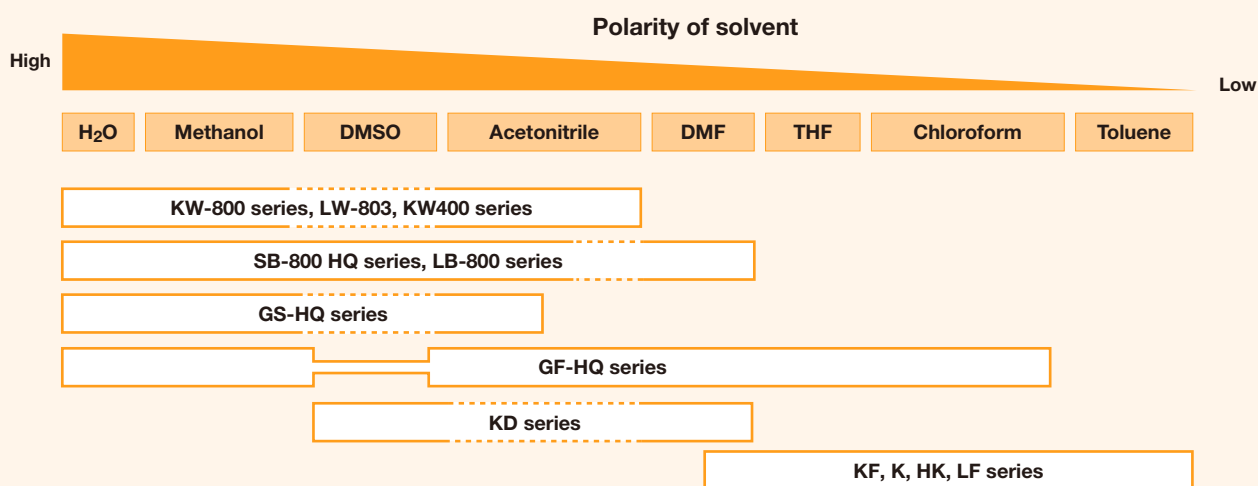 Polarity of solvent
High
Low
H₂O Methanol DMSO Acetonitrile DMF THF Chloroform Toluene
KW-800 series, LW-803, KW400 series
SB-800 HQ series, LB-800 series
GS-HQ series
GF-HQ series
KD series
KF, K, HK, LF series